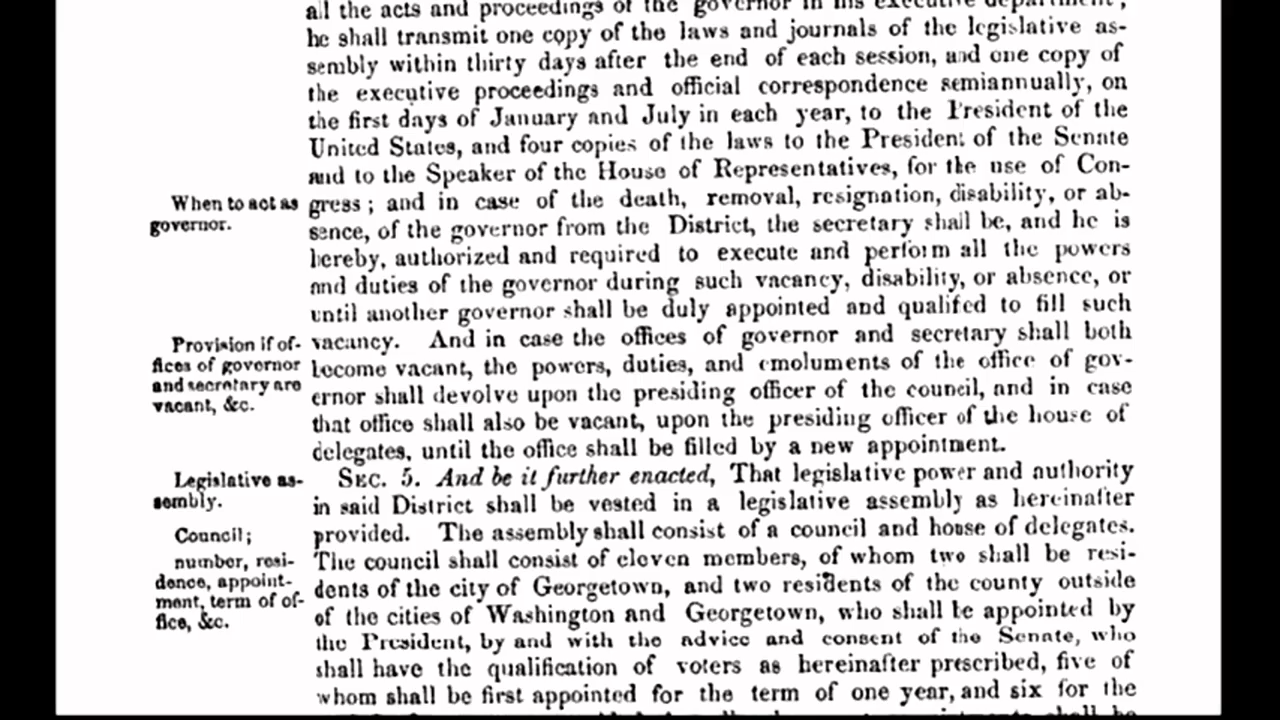 all the acts and proceedings of the governor in his executive department;
he shall transmit one copy of the laws and journals of the legislative as-
sembly within thirty days after the end of each session, and one copy of
the executive proceedings and official correspondence semiannually, on
the first days of January and July in each year, to the President of the
United States, and four copies of the laws to the President of the Senate
and to the Speaker of the House of Representatives, for the use of Con-
When to act as
governor.
gress; and in case of the death, removal, resignation, disability, or ab-
sence, of the governor from the District, the secretary shall be, and he is
hereby, authorized and required to execute and perform all the powers
and duties of the governor during such vacancy, disability, or absence, or
until another governor shall be duly appointed and qualified to fill such
Provision if of-
fices of governor
and secretary are
vacant, &c.
vacancy. And in case the offices of governor and secretary shall both
become vacant, the powers, duties, and emoluments of the office of gov-
ernor shall devolve upon the presiding officer of the council, and in case
that office shall also be vacant, upon the presiding officer of the house of
delegates, until the office shall be filled by a new appointment.
Legislative as-
sembly.
SEC. 5. And be it further enacted, That legislative power and authority
in said District shall be vested in a legislative assembly as hereinafter
Council;
number, resi-
dence, appoint-
ment, term of of-
fice, &c.
provided. The assembly shall consist of a council and house of delegates.
The council shall consist of eleven members, of whom two shall be resi-
dents of the city of Georgetown, and two residents of the county outside
of the cities of Washington and Georgetown, who shall be appointed by
the President, by and with the advice and consent of the Senate, who
shall have the qualification of voters as hereinafter prescribed, five of
whom shall be first appointed for the term of one year, and six for the